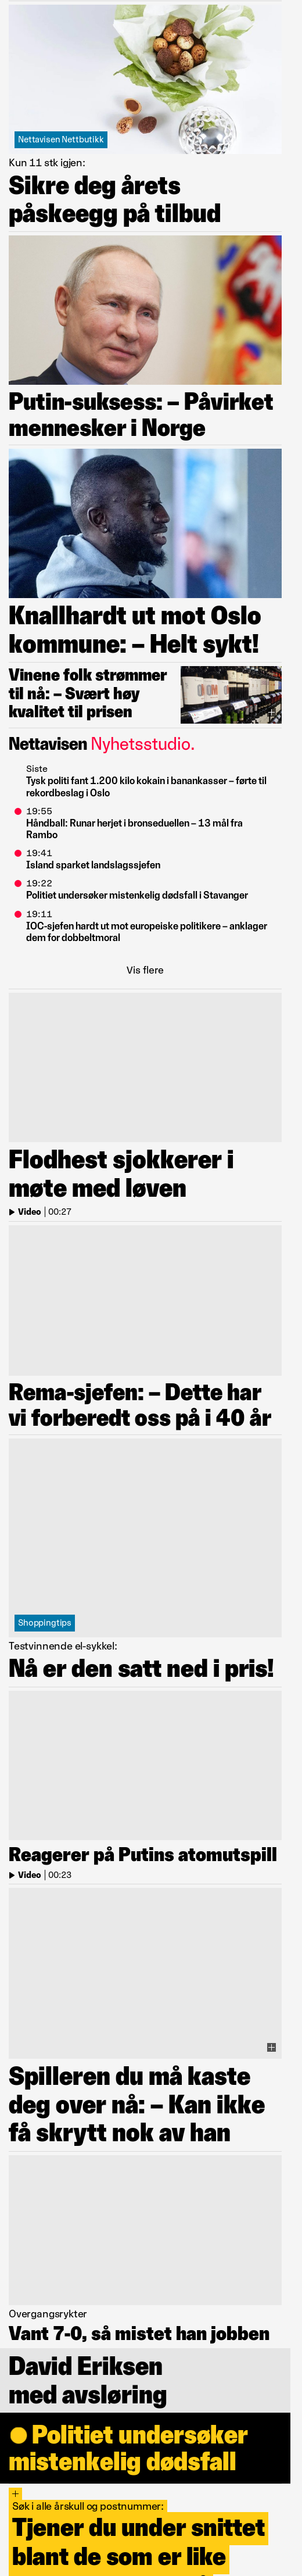 Nettavisen Nettbutikk
Kun 11 stk igjen:
Sikre deg årets
påskeegg på tilbud
Putin-suksess: – Påvirket
mennesker i Norge
Knallhardt ut mot Oslo
kommune: – Helt sykt!
Vinene folk strømmer
til nå: – Svært høy
kvalitet til prisen
Nettavisen Nyhetsstudio.
Siste
Tysk politi fant 1.200 kilo kokain i banankasser – førte til
rekordbeslag i Oslo
19:55
Håndball: Runar herjet i bronseduellen – 13 mål fra
Rambo
19:41
Island sparket landslagssjefen
19:22
Politiet undersøker mistenkelig dødsfall i Stavanger
19:11
IOC-sjefen hardt ut mot europeiske politikere – anklager
dem for dobbeltmoral
Vis flere
Flodhest sjokkerer i
møte med løven
Video | 00:27
Rema-sjefen: – Dette har
vi forberedt oss på i 40 år
Shoppingtips
Testvinnende el-sykkel:
Nå er den satt ned i pris!
Reagerer på Putins atomutspill
Video | 00:23
Spilleren du må kaste
deg over nå: – Kan ikke
få skrytt nok av han
Overgangsrykter
Vant 7-0, så mistet han jobben
David Eriksen
med avsløring
Politiet undersøker
mistenkelig dødsfall
+
Søk i alle årskull og postnummer:
Tjener du under snittet
blant de som er like